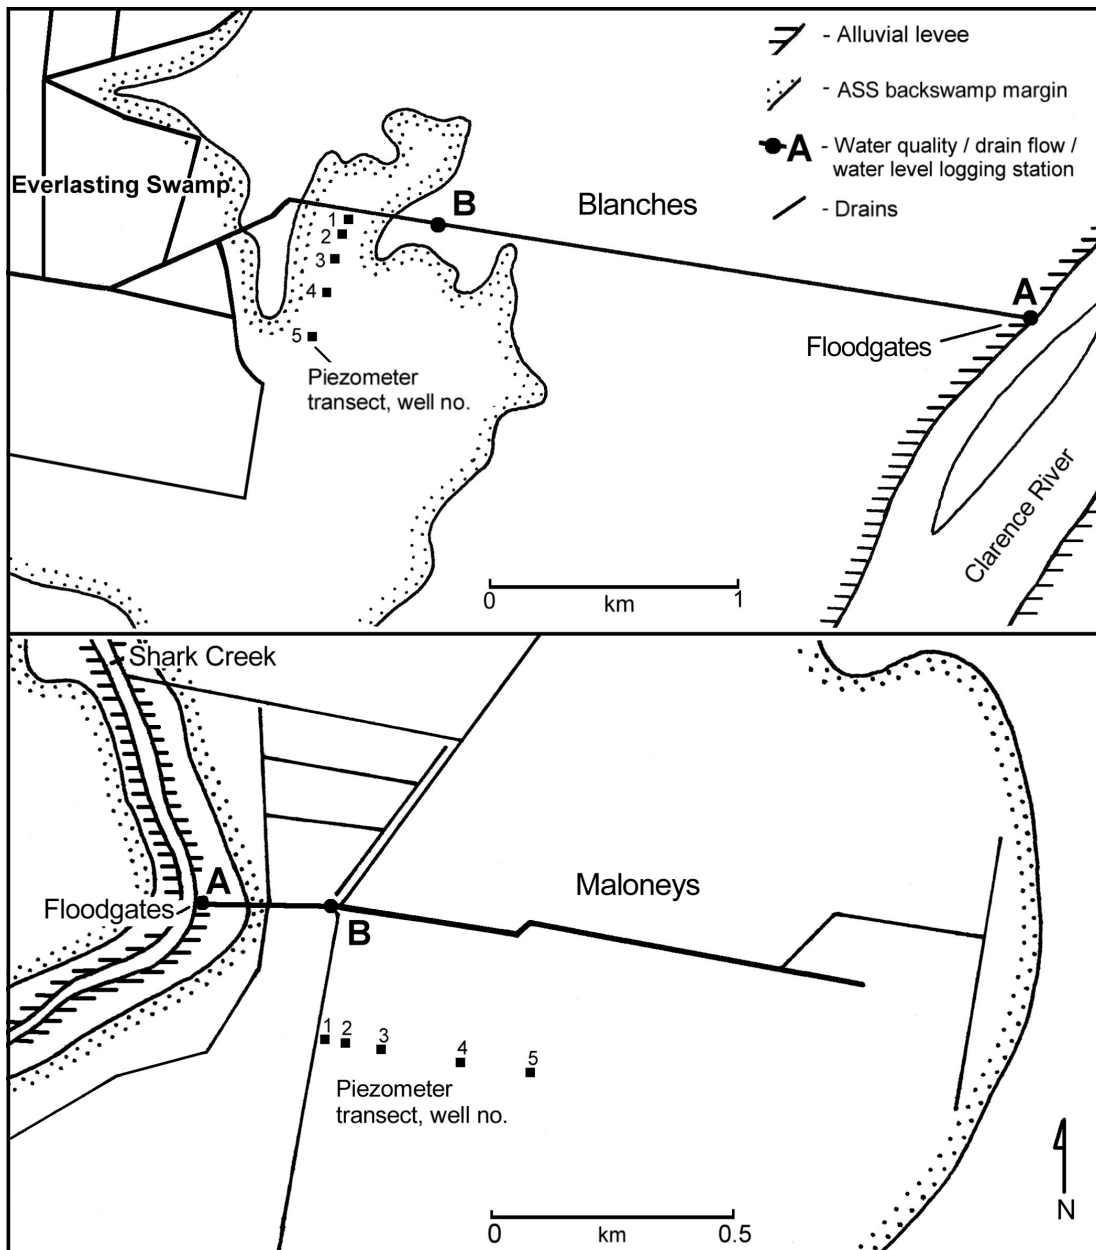 - Alluvial levee
- ASS backswamp margin
A - Water quality / drain flow /
water level logging station
- Drains
Everlasting Swamp
1
2
3
4
5
B
Blanches
A
Floodgates
Piezometer
transect, well no.
Clarence River
0 1
km
Shark Creek
A
Floodgates
B
Maloneys
1 2 3 4 5
Piezometer
transect, well no.
0 0.5
km
N